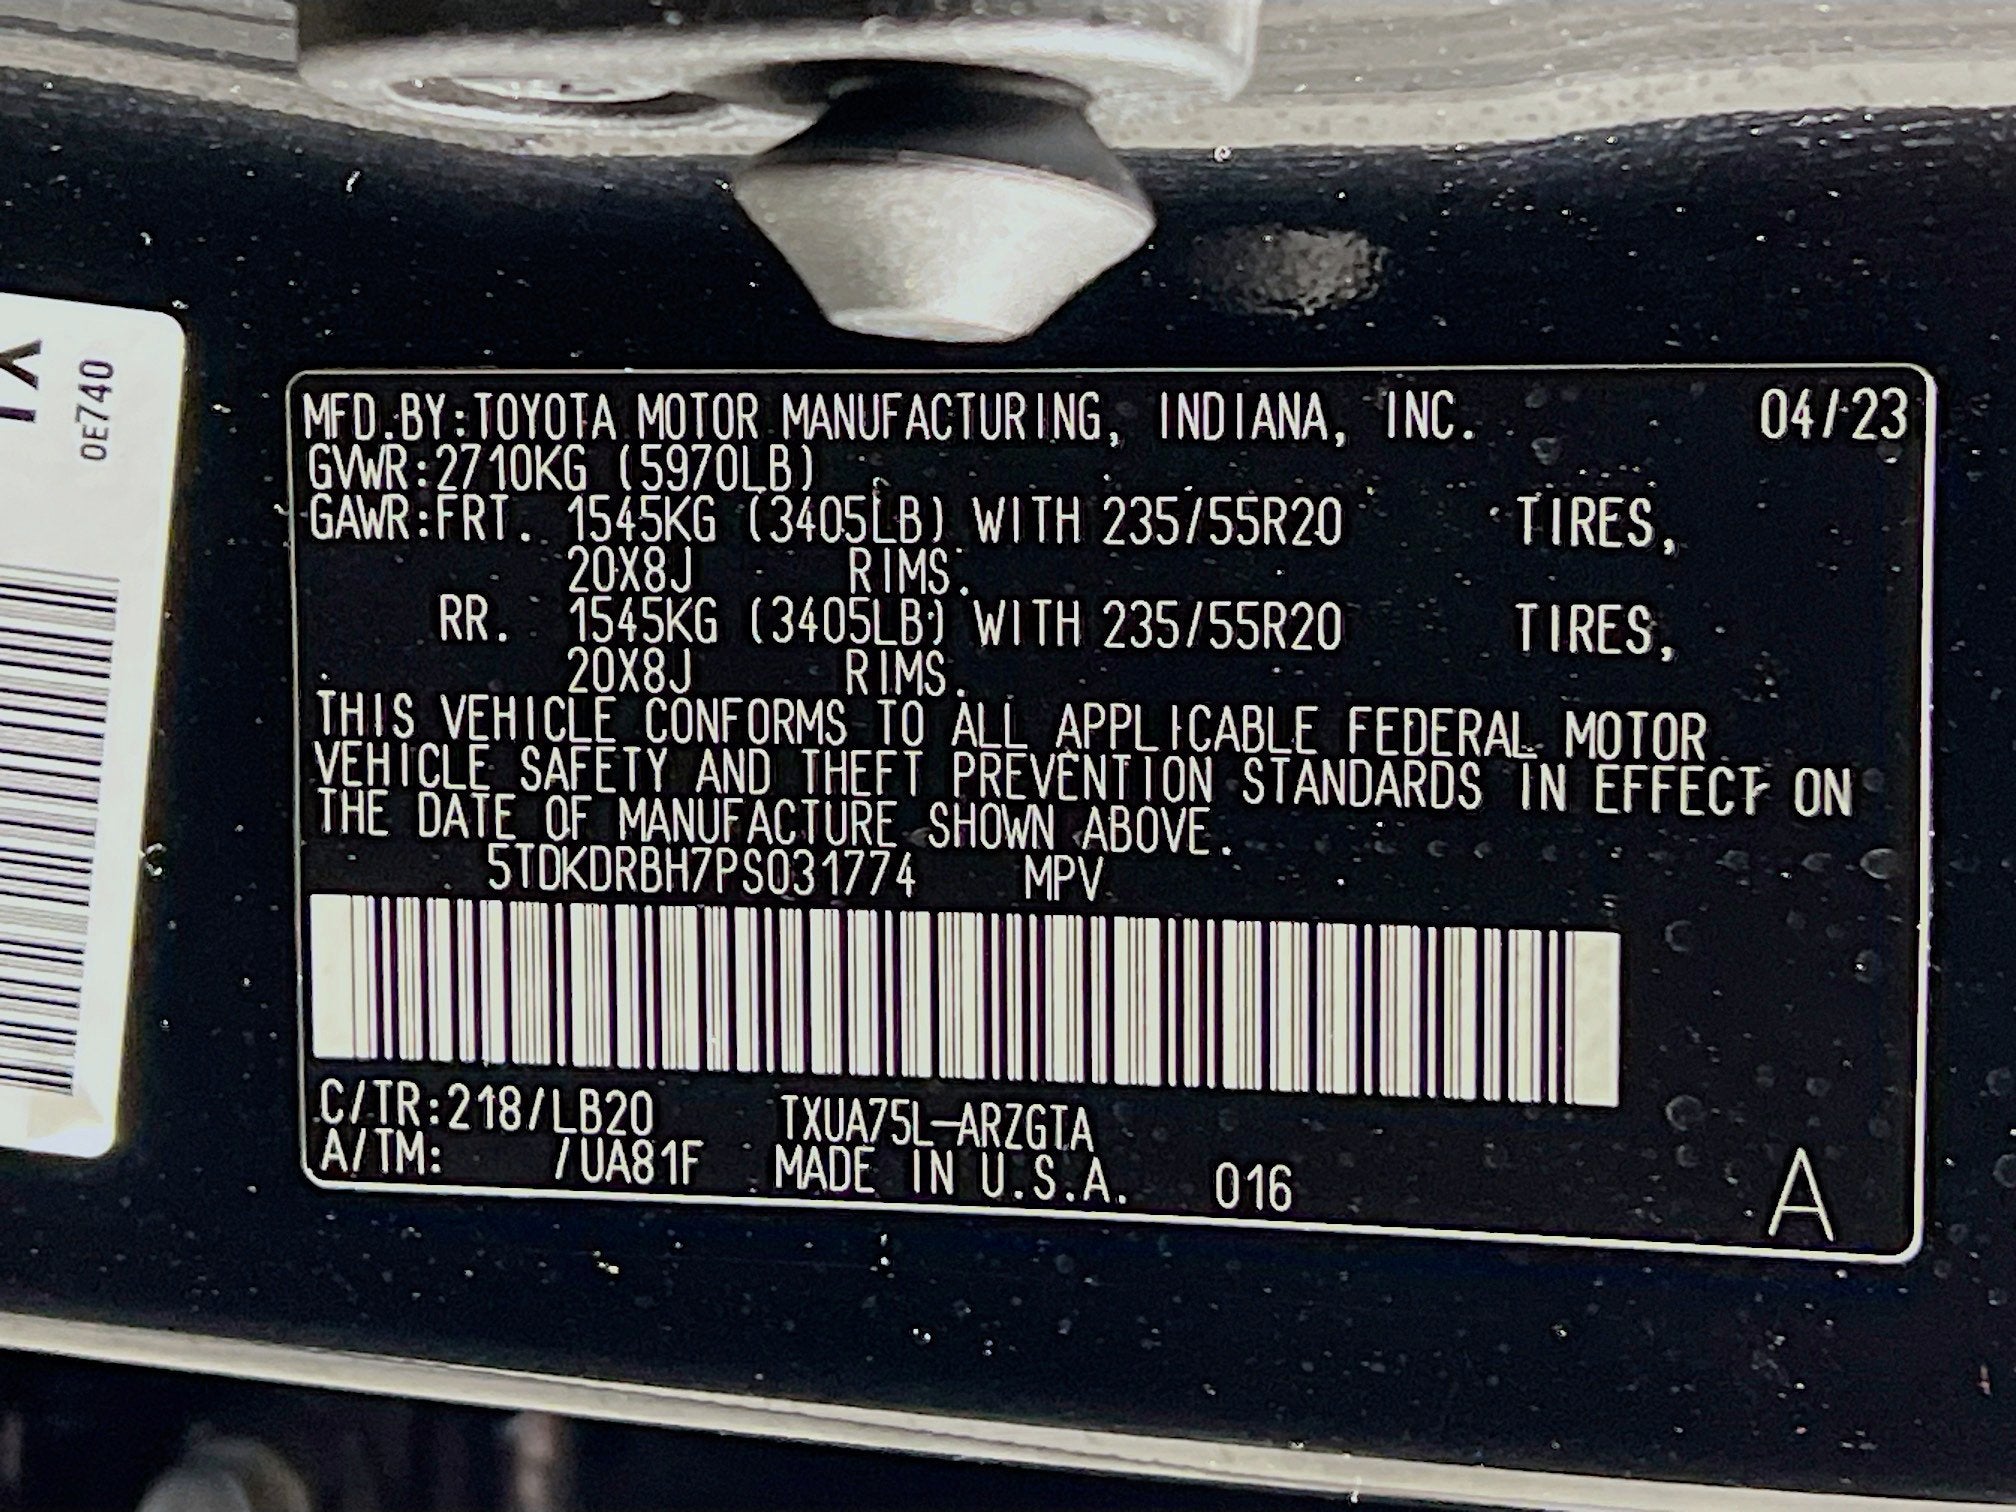 0E740
MFD.BY:TOYOTA MOTOR MANUFACTURING, INDIANA, INC. 04/23
GVWR:2710KG (5970LB)
GAWR:FRT. 1545KG (3405LB) WITH 235/55R20 TIRES,
20X8J RIMS.
RR. 1545KG (3405LB) WITH 235/55R20 TIRES,
20X8J RIMS.
THIS VEHICLE CONFORMS TO ALL APPLICABLE FEDERAL MOTOR
VEHICLE SAFETY AND THEFT PREVENTION STANDARDS IN EFFECT ON
THE DATE OF MANUFACTURE SHOWN ABOVE.
5TDKDRBH7PS031774 MPV
C/TR:218/LB20 TXUA75L-ARZGTA
A/TM: /UA81F MADE IN U.S.A. 016 A